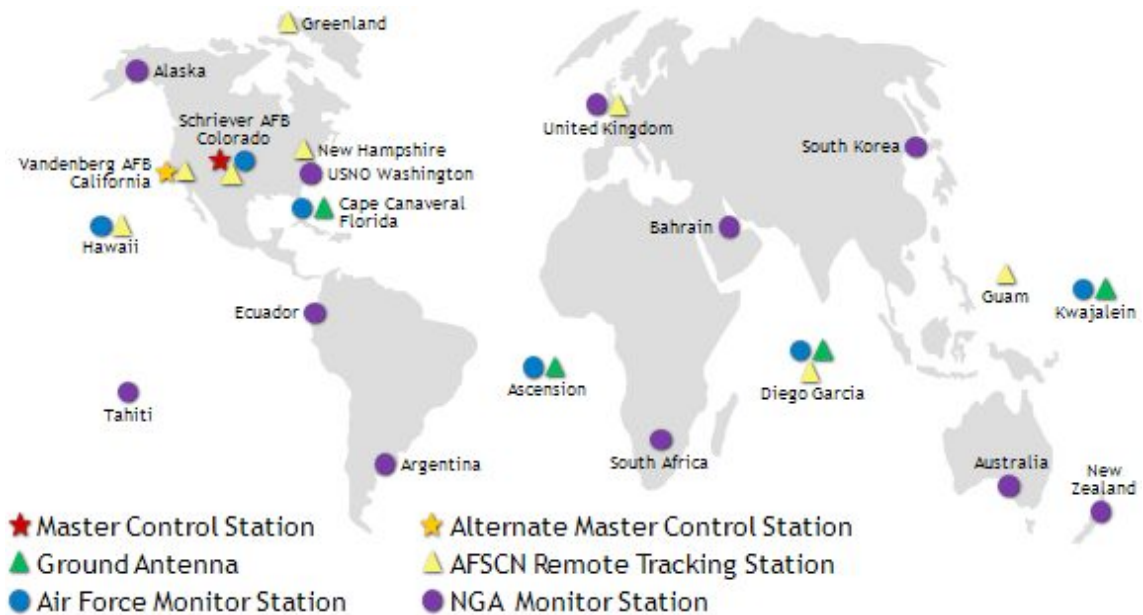 Greenland
Alaska
Schriever AFB
Colorado
United Kingdom
New Hampshire
South Korea
Vandenberg AFB
California
USNO Washington
Cape Canaveral
Florida
Bahrain
Hawaii
Guam
Kwajalein
Ecuador
Ascension
Diego Garcia
Tahiti
Argentina
South Africa
Australia
New
Zealand
Master Control Station
Alternate Master Control Station
Ground Antenna
AFSCN Remote Tracking Station
Air Force Monitor Station
NGA Monitor Station